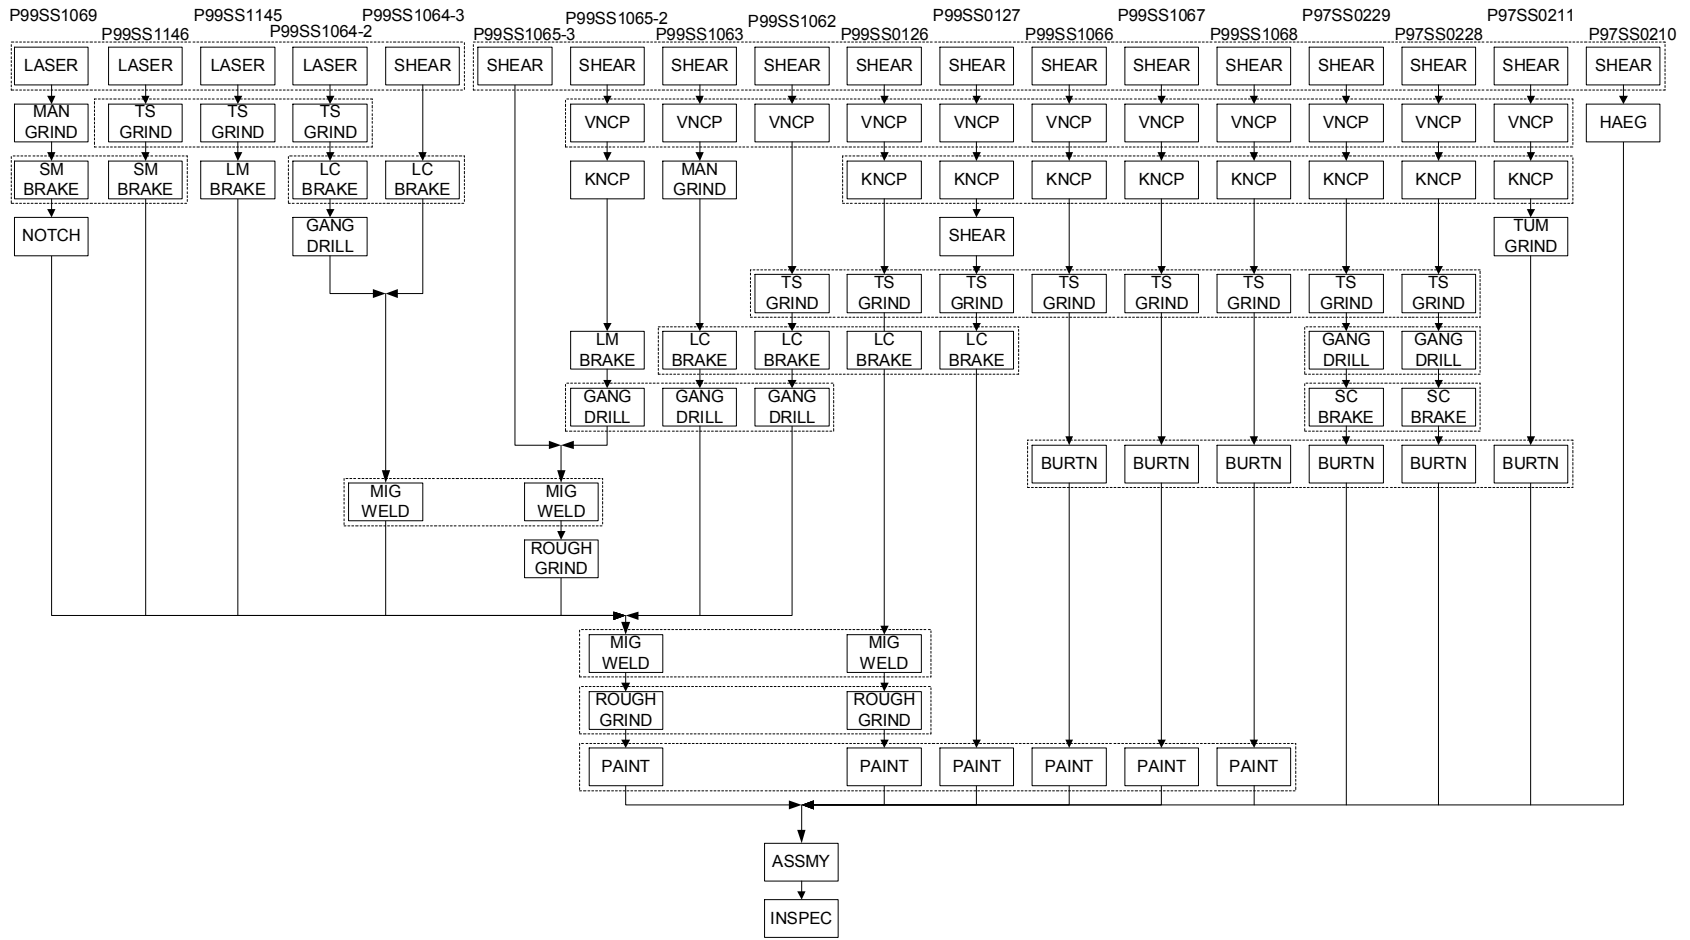 P99SS1069
P99SS1146
P99SS1145
P99SS1064-2
P99SS1064-3
P99SS1065-3
P99SS1065-2
P99SS1063
P99SS1062
P99SS0126
P99SS0127
P99SS1066
P99SS1067
P99SS1068
P97SS0229
P97SS0228
P97SS0211
P97SS0210
LASER
LASER
LASER
LASER
SHEAR
SHEAR
SHEAR
SHEAR
SHEAR
SHEAR
SHEAR
SHEAR
SHEAR
SHEAR
SHEAR
SHEAR
SHEAR
SHEAR
MAN
GRIND
TS
GRIND
TS
GRIND
TS
GRIND
VNCP
VNCP
VNCP
VNCP
VNCP
VNCP
VNCP
VNCP
VNCP
VNCP
VNCP
HAEG
SM
BRAKE
SM
BRAKE
LM
BRAKE
LC
BRAKE
LC
BRAKE
KNCP
MAN
GRIND
KNCP
KNCP
KNCP
KNCP
KNCP
KNCP
KNCP
KNCP
NOTCH
GANG
DRILL
SHEAR
TUM
GRIND
TS
GRIND
TS
GRIND
TS
GRIND
TS
GRIND
TS
GRIND
TS
GRIND
TS
GRIND
TS
GRIND
LM
BRAKE
LC
BRAKE
LC
BRAKE
LC
BRAKE
LC
BRAKE
GANG
DRILL
GANG
DRILL
GANG
DRILL
GANG
DRILL
GANG
DRILL
SC
BRAKE
SC
BRAKE
BURTN
BURTN
BURTN
BURTN
BURTN
BURTN
MIG
WELD
MIG
WELD
ROUGH
GRIND
MIG
WELD
MIG
WELD
ROUGH
GRIND
ROUGH
GRIND
PAINT
PAINT
PAINT
PAINT
PAINT
PAINT
ASSMY
INSPEC